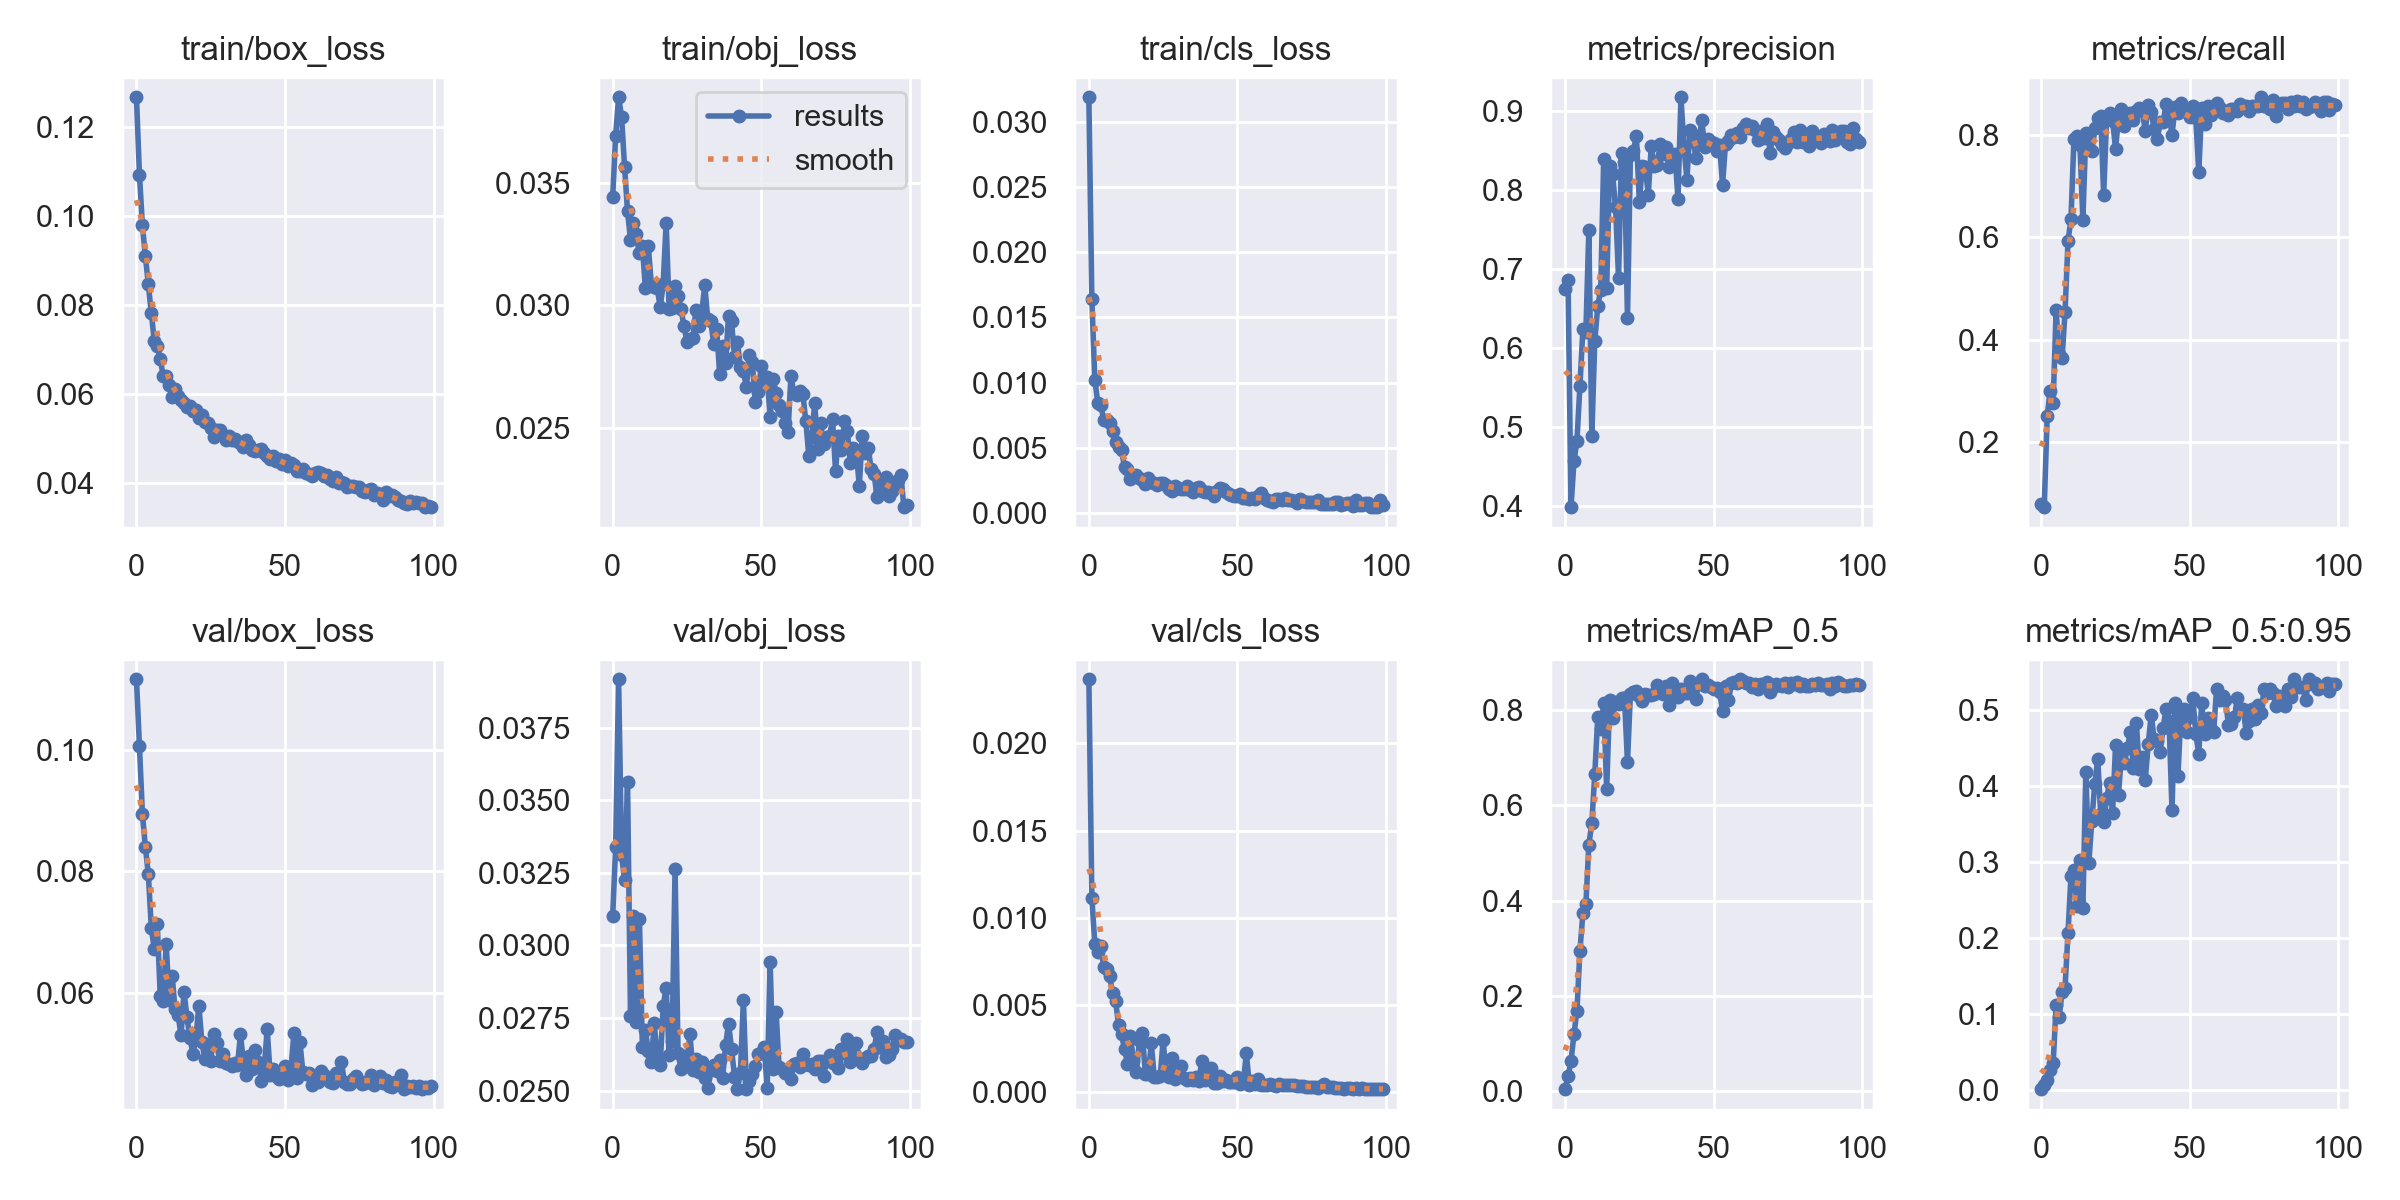 train/box_loss
0.12
0.10
0.08
0.06
0.04
0 50 100
train/obj_loss
results
smooth
0.035
0.030
0.025
0 50 100
train/cls_loss
0.030
0.025
0.020
0.015
0.010
0.005
0.000
0 50 100
metrics/precision
0.9
0.8
0.7
0.6
0.5
0.4
0 50 100
metrics/recall
0.8
0.6
0.4
0.2
0 50 100
val/box_loss
0.10
0.08
0.06
0 50 100
val/obj_loss
0.0375
0.0350
0.0325
0.0300
0.0275
0.0250
0 50 100
val/cls_loss
0.020
0.015
0.010
0.005
0.000
0 50 100
metrics/mAP_0.5
0.8
0.6
0.4
0.2
0.0
0 50 100
metrics/mAP_0.5:0.95
0.5
0.4
0.3
0.2
0.1
0.0
0 50 100